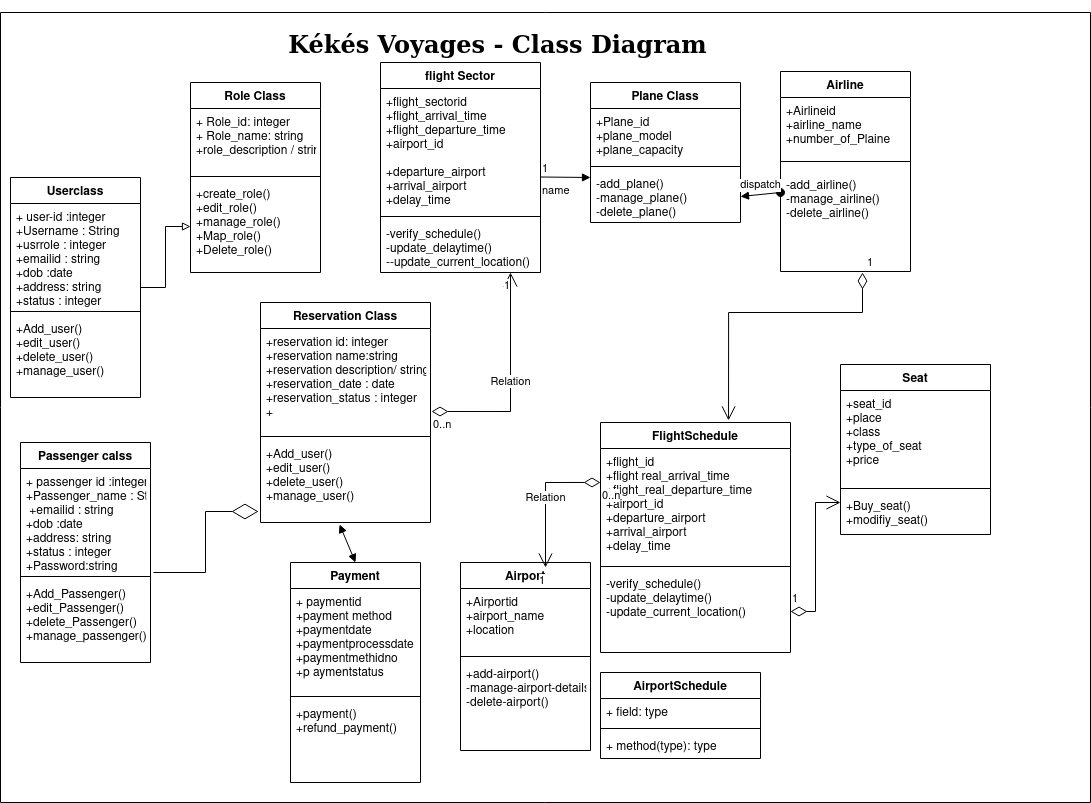 Kékés Voyages - Class Diagram
flight Sector
+flight_sectorid
+flight_arrival_time
+flight_departure_time
+airport_id
+departure_airport
+arrival_airport
+delay_time
-verify_schedule()
-update_delaytime()
--update_current_location()
1
name
Role Class
+ Role_id: integer
+ Role_name: string
+role_description / strin
+create_role()
+edit_role()
+manage_role()
+Map_role()
+Delete_role()
Plane Class
+Plane_id
+plane_model
+plane_capacity
-add_plane()
-manage_plane()
-delete_plane()
dispatch
Airline
+Airlineid
+airline_name
+number_of_Plaine
-add_airline()
-manage_airline()
-delete_airline()
1
Userclass
+ user-id :integer
+Username : String
+usrrole : integer
+emailid : string
+dob :date
+address: string
+status : integer
+Add_user()
+edit_user()
+delete_user()
+manage_user()
Reservation Class
+reservation id: integer
+reservation name:string
+reservation description/ string
+reservation_date : date
+reservation_status : integer
+
+Add_user()
+edit_user()
+delete_user()
+manage_user()
1
Relation
0..n
Seat
+seat_id
+place
+class
+type_of_seat
+price
+Buy_seat()
+modifiy_seat()
FlightSchedule
+flight_id
+flight real_arrival_time
+flight_real_departure_time
+airport_id
+departure_airport
+arrival_airport
+delay_time
-verify_schedule()
-update_delaytime()
-update_current_location()
0..n
Relation
1
1
Passenger calss
+ passenger id :integer
+Passenger_name : St
+emailid : string
+dob :date
+address: string
+status : integer
+Password:string
+Add_Passenger()
+edit_Passenger()
+delete_Passenger()
+manage_passenger()
Payment
+ paymentid
+payment method
+paymentdate
+paymentprocessdate
+paymentmethidno
+p aymentstatus
+payment()
+refund_payment()
Airport
+Airportid
+airport_name
+location
+add-airport()
-manage-airport-details
-delete-airport()
AirportSchedule
+ field: type
+ method(type): type